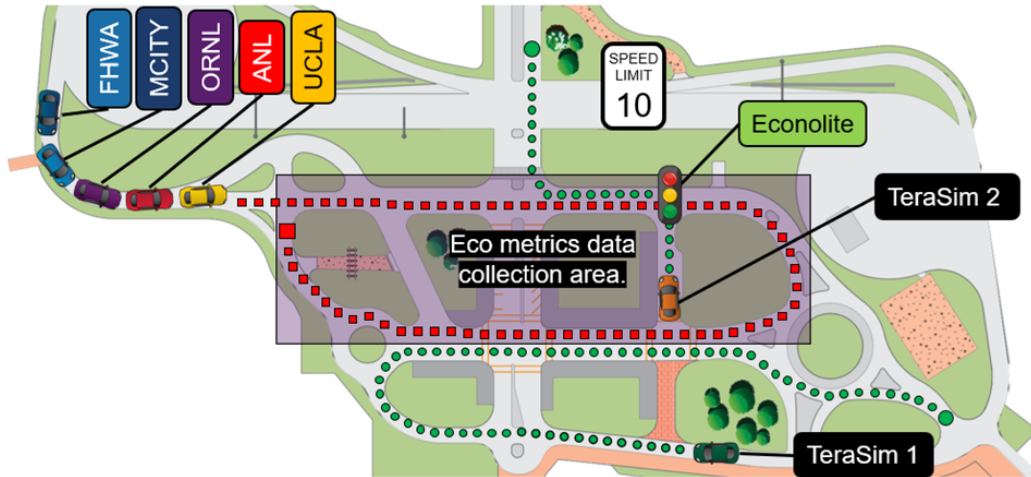 FHWA
MCITY
ORNL
ANL
UCLA
SPEED
LIMIT
10
Econolite
TeraSim 2
Eco metrics data
collection area.
TeraSim 1